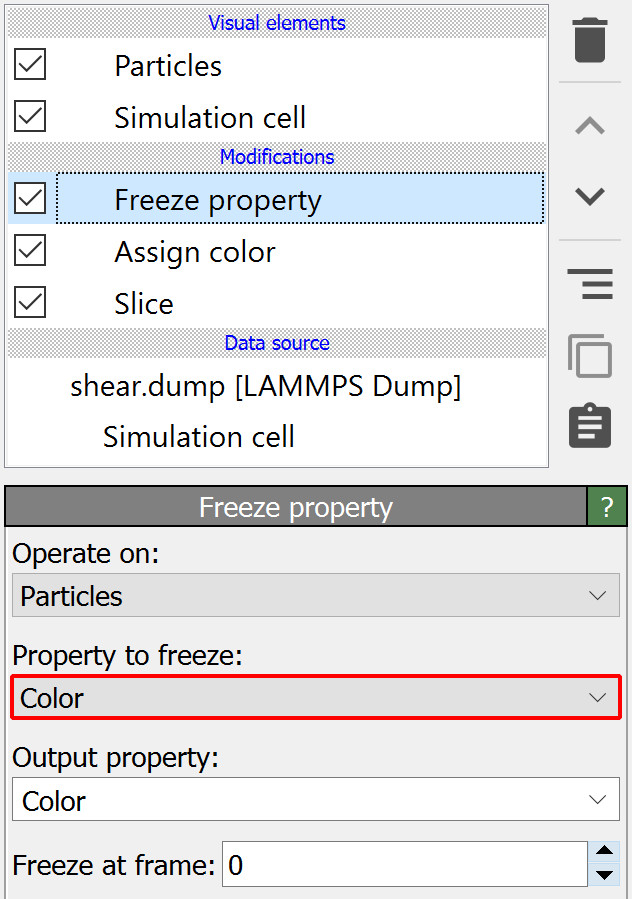 Visual elements
Particles
Simulation cell
Modifications
Freeze property
Assign color
Slice
Data source
shear.dump [LAMMPS Dump]
Simulation cell
Freeze property ?
Operate on:
Particles
Property to freeze:
Color
Output property:
Color
Freeze at frame: 0